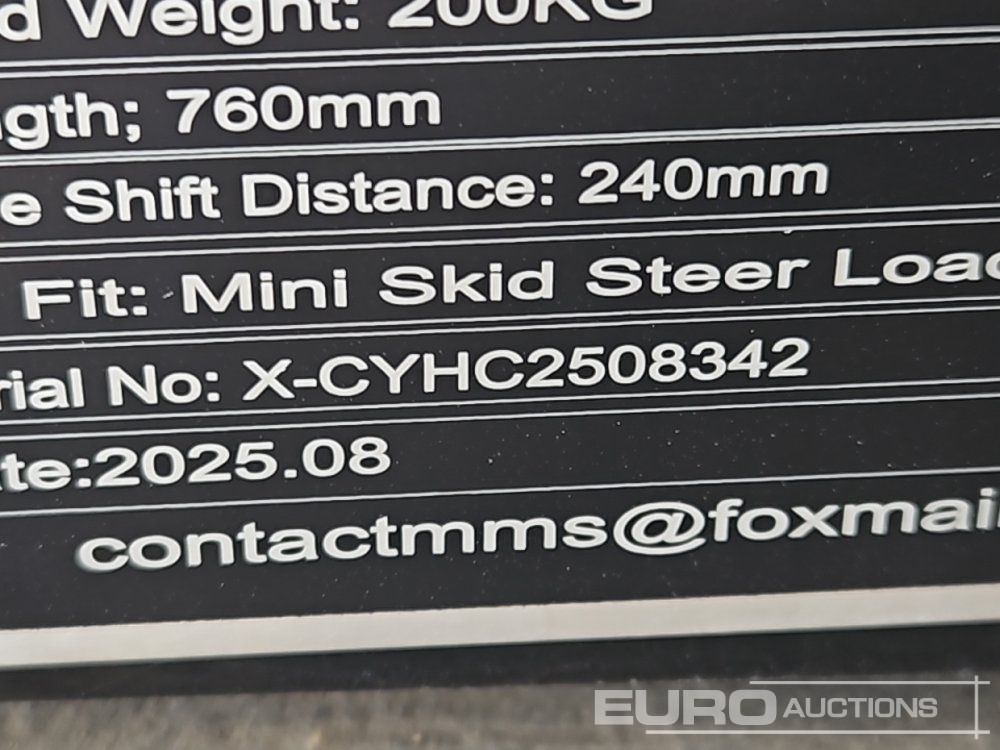 d Weight: 200KG
gth; 760mm
e Shift Distance: 240mm
Fit: Mini Skid Steer Loa
rial No: X-CYHC2508342
te:2025.08
contactmms@foxmai
EURO AUCTIONS